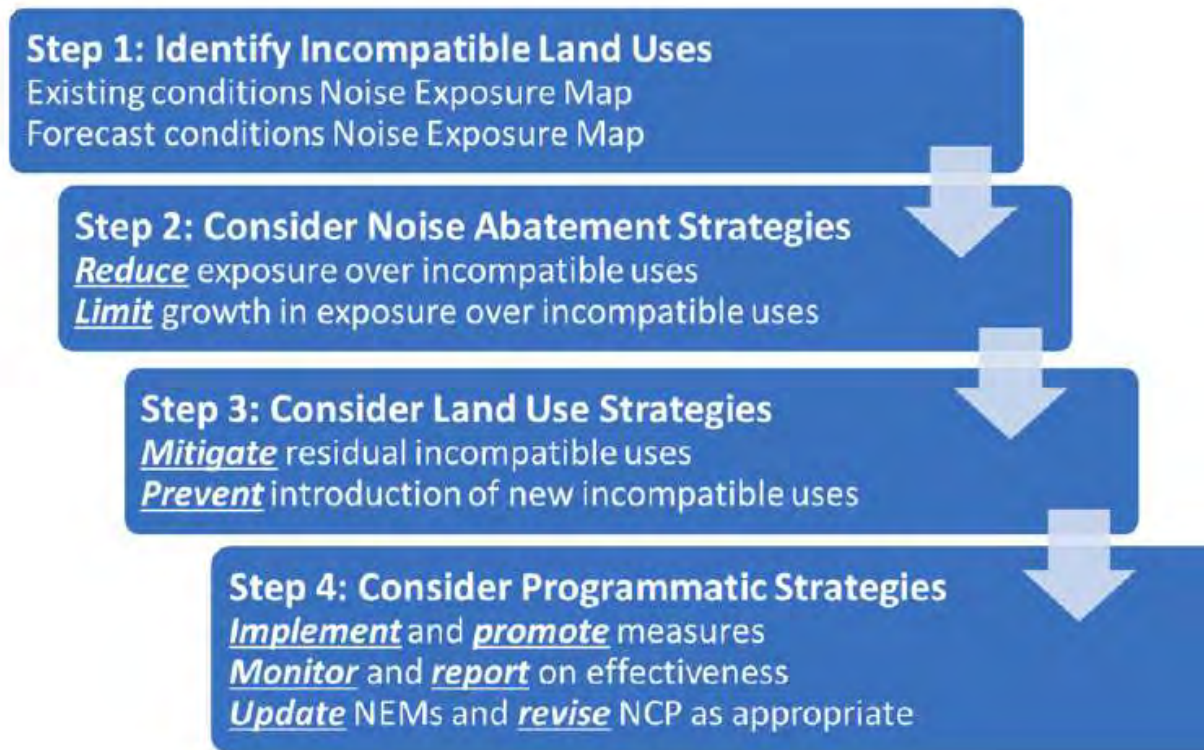 Step 1: Identify Incompatible Land Uses
Existing conditions Noise Exposure Map
Forecast conditions Noise Exposure Map
Step 2: Consider Noise Abatement Strategies
Reduce exposure over incompatible uses
Limit growth in exposure over incompatible uses
Step 3: Consider Land Use Strategies
Mitigate residual incompatible uses
Prevent introduction of new incompatible uses
Step 4: Consider Programmatic Strategies
Implement and promote measures
Monitor and report on effectiveness
Update NEMs and revise NCP as appropriate